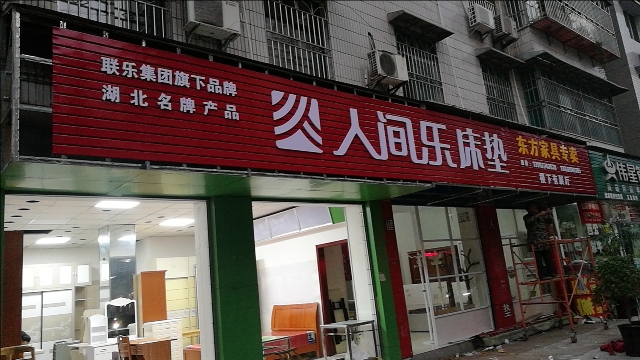 联乐集团旗下品牌
湖北名牌产品
人间乐床垫
东方家具专卖
垫